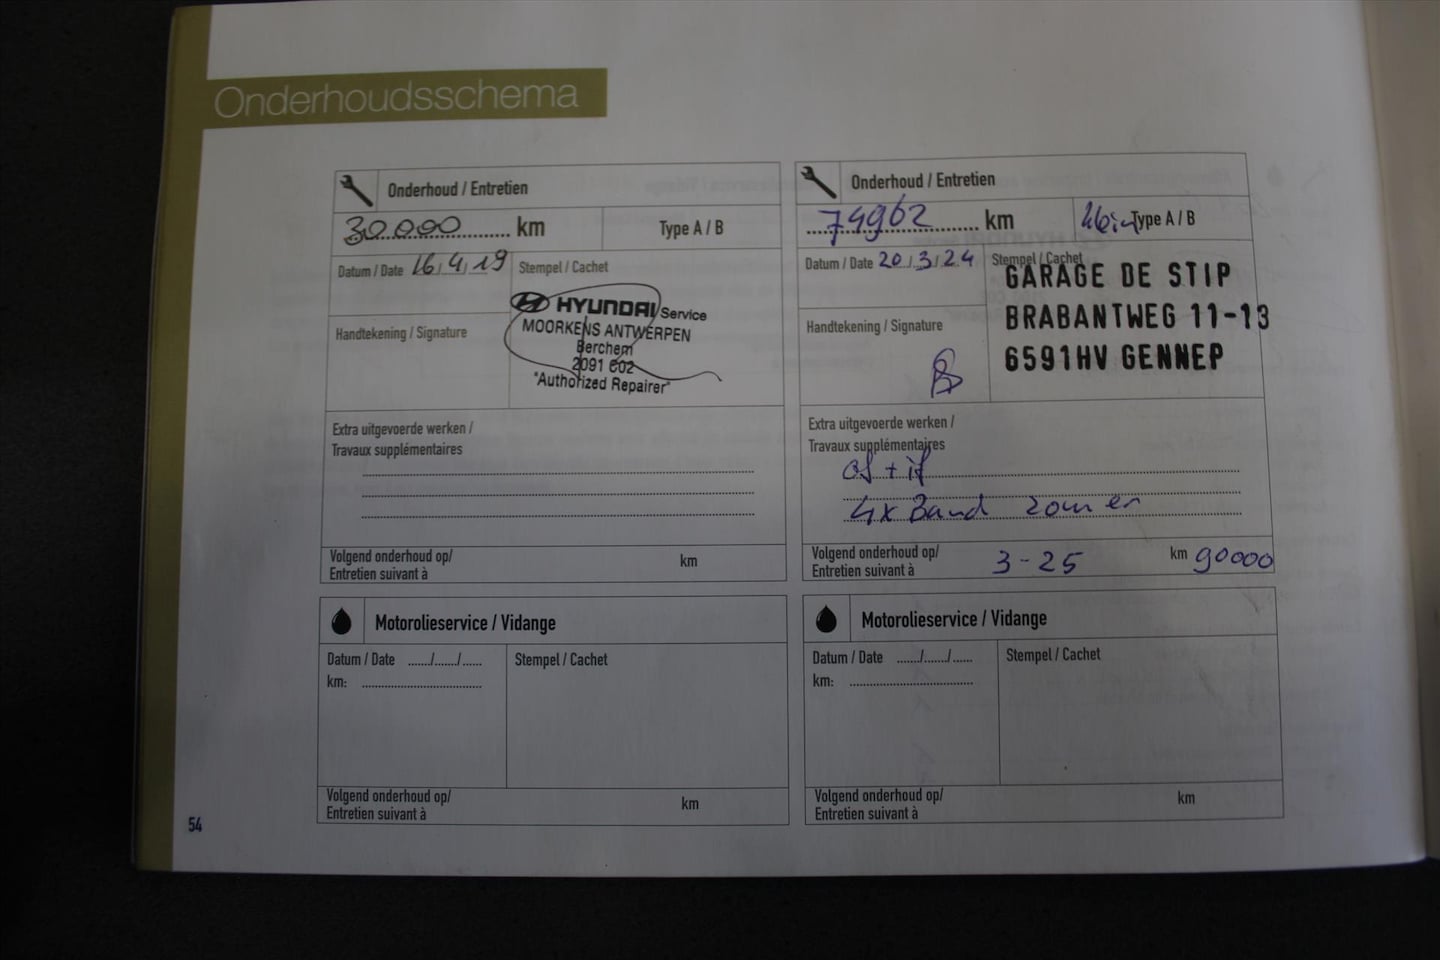 Onderhoudsschema
Onderhoud / Entretien
30000 km Type A / B
Datum / Date 16/4/19 Stempel / Cachet
HYUNDAI Service
MOORKENS ANTWERPEN
Berchem
2091 C02
"Authorized Repairer"
Handtekening / Signature
Extra uitgevoerde werken /
Travaux supplémentaires
Volgend onderhoud op/ km
Entretien suivant à
Motorolieservice / Vidange
Datum / Date ....../....../...... Stempel / Cachet
km:
Volgend onderhoud op/ km
Entretien suivant à
Onderhoud / Entretien
74962 km Klein Type A / B
Datum / Date 20/3/24 Stempel / Cachet
GARAGE DE STIP
BRABANTWEG 11-13
6591HV GENNEP
Handtekening / Signature
Extra uitgevoerde werken /
Travaux supplémentaires
of + if
4x Band zomer
Volgend onderhoud op/ 3-25 km 90000
Entretien suivant à
Motorolieservice / Vidange
Datum / Date ....../....../...... Stempel / Cachet
km:
Volgend onderhoud op/ km
Entretien suivant à
54